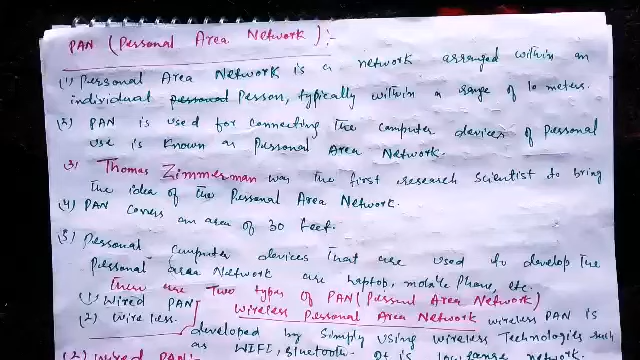 PAN (Personal Area Network):
(1) Personal Area Network is a network arranged within an
individual personal Person, typically within a range of 10 meters.
(2) PAN is used for connecting the computer devices of personal
use is known as Personal Area Network.
3) Thomas Zimmerman was the first research scientist to bring
the idea of the Personal Area Network.
(4) PAN covers an area of 30 feet.
(5) Personal computer devices that are used to develop the
personal area Network are laptop, mobile phone, etc.
There are Two types of PAN (Personal Area Network)
(1) Wired PAN
Wireless Personal Area Network wireless PAN is
(2) Wireless
developed by simply using wireless Technologies such
as WIFI, Bluetooth. It is low range network.
(2) Wired PAN: